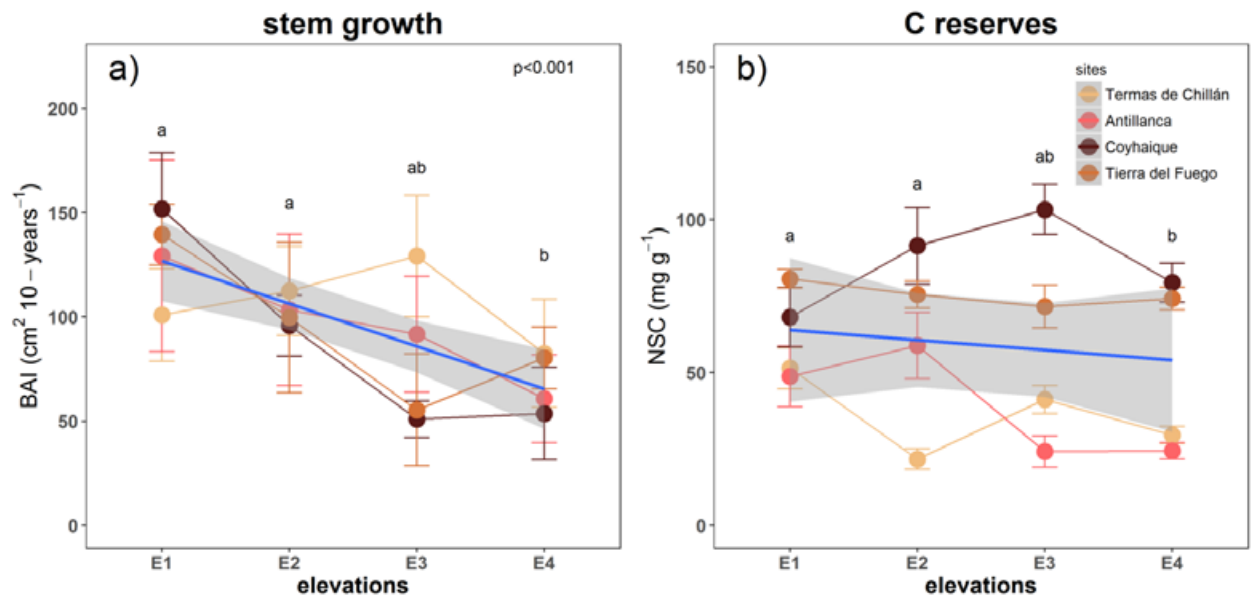 stem growth
a)
p<0.001
200
150
100
50
0
a
a
ab
b
BAI (cm² 10 – years⁻¹)
E1 E2 E3 E4
elevations
C reserves
b)
150
100
50
0
sites
Termas de Chillán
Antillanca
Coyhaique
Tierra del Fuego
a
a
ab
b
NSC (mg g⁻¹)
E1 E2 E3 E4
elevations